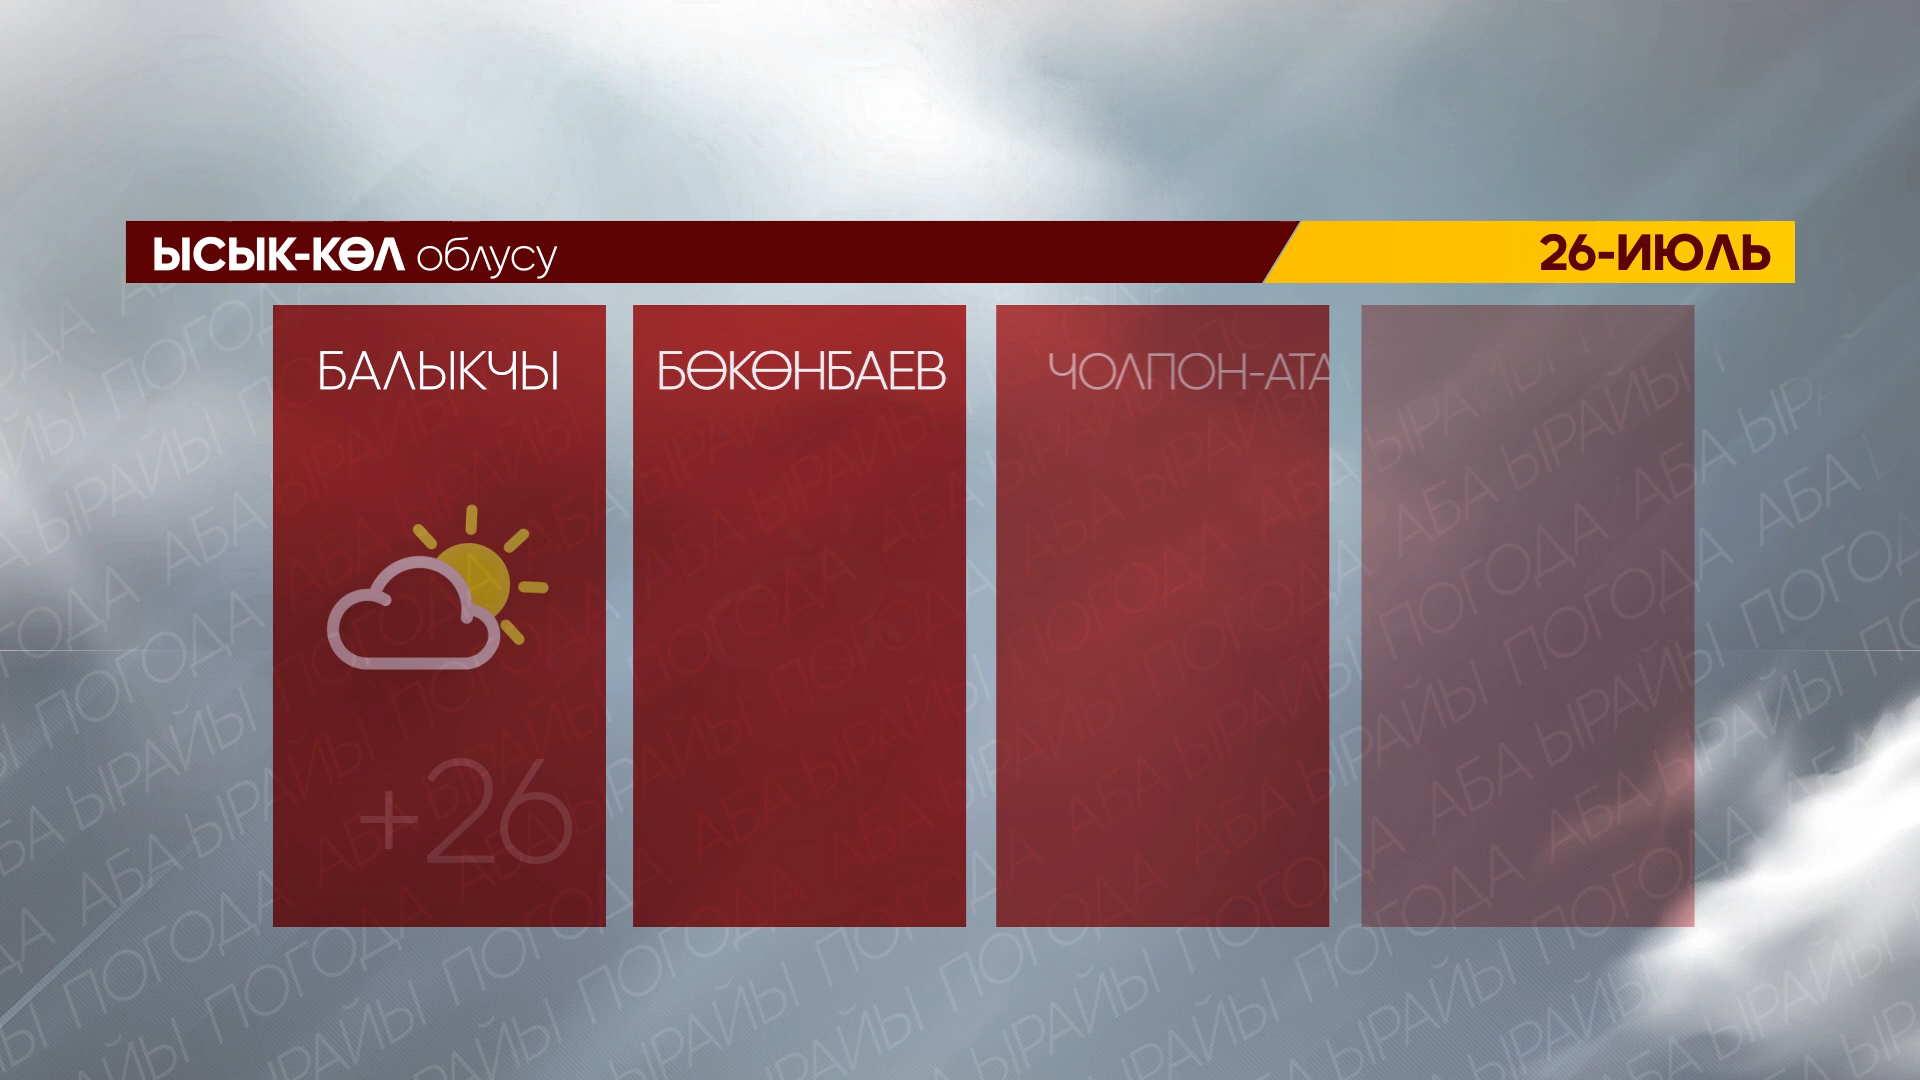 ЫСЫК-КӨЛ облусу
26-ИЮЛЬ
БАЛЫКЧЫ
БӨКӨНБАЕВ
ЧОЛПОН-АТА
+26